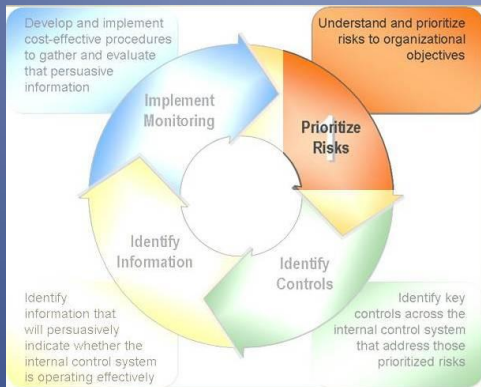 Develop and implement
cost-effective procedures
to gather and evaluate
that persuasive
information
Understand and prioritize
risks to organizational
objectives
Implement
Monitoring
1
Prioritize
Risks
Identify
Information
Identify
Controls
Identify
information that
will persuasively
indicate whether the
internal control system
is operating effectively
Identify key
controls across the
internal control system
that address those
prioritized risks